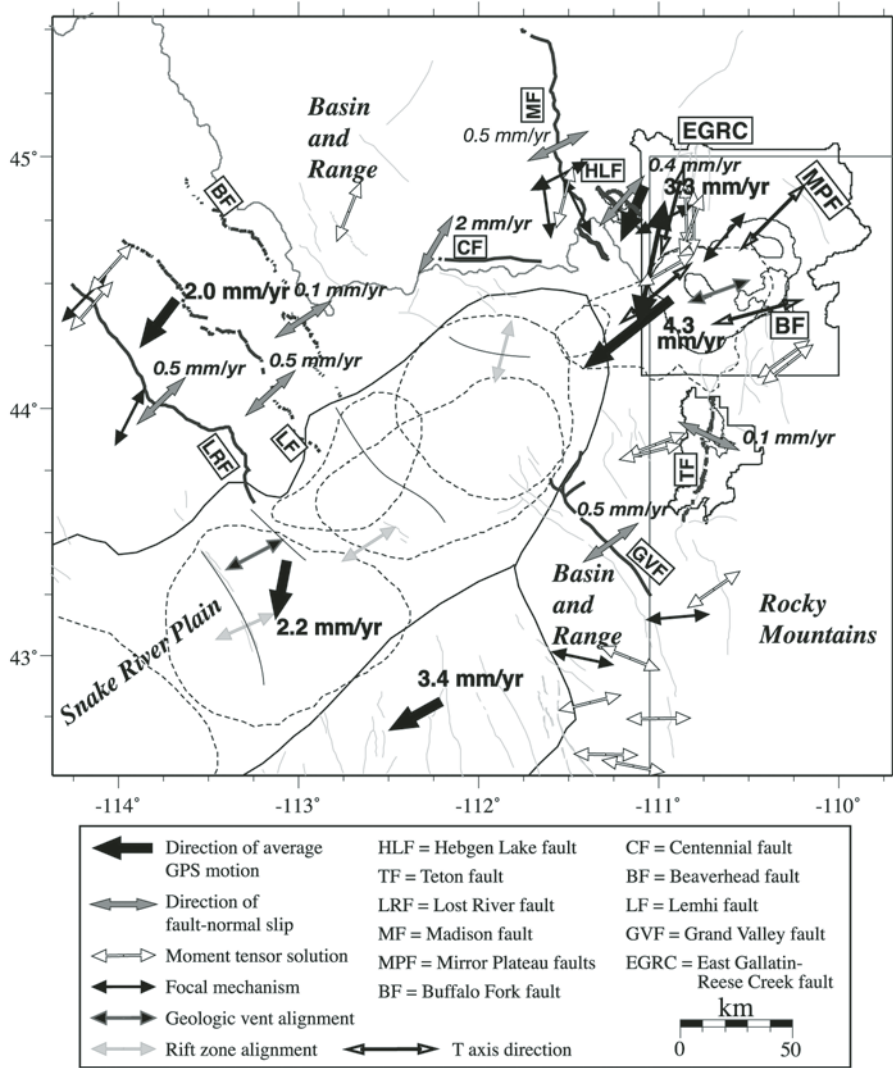 Basin
and
Range
MF
0.5 mm/yr
EGRC
45°
HLF
0.4 mm/yr
3.3 mm/yr
MPF
BF
2 mm/yr
CF
2.0 mm/yr
0.1 mm/yr
4.3
mm/yr
BF
0.5 mm/yr
0.5 mm/yr
44°
LRF
LF
TF
0.1 mm/yr
0.5 mm/yr
GVF
Basin
and
Range
Rocky
Mountains
Snake River Plain
2.2 mm/yr
43°
3.4 mm/yr
-114°
-113°
-112°
-111°
-110°
Direction of average
GPS motion
Direction of
fault-normal slip
Moment tensor solution
Focal mechanism
Geologic vent alignment
Rift zone alignment
T axis direction
HLF = Hebgen Lake fault
TF = Teton fault
LRF = Lost River fault
MF = Madison fault
MPF = Mirror Plateau faults
BF = Buffalo Fork fault
CF = Centennial fault
BF = Beaverhead fault
LF = Lemhi fault
GVF = Grand Valley fault
EGRC = East Gallatin-
Reese Creek fault
km
0
50